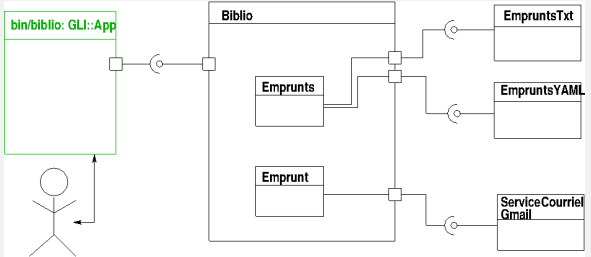 bin/biblio: GLI::App
Biblio
EmpruntsTxt
Emprunts
EmpruntsYAML
Emprunt
ServiceCourriel
Gmail